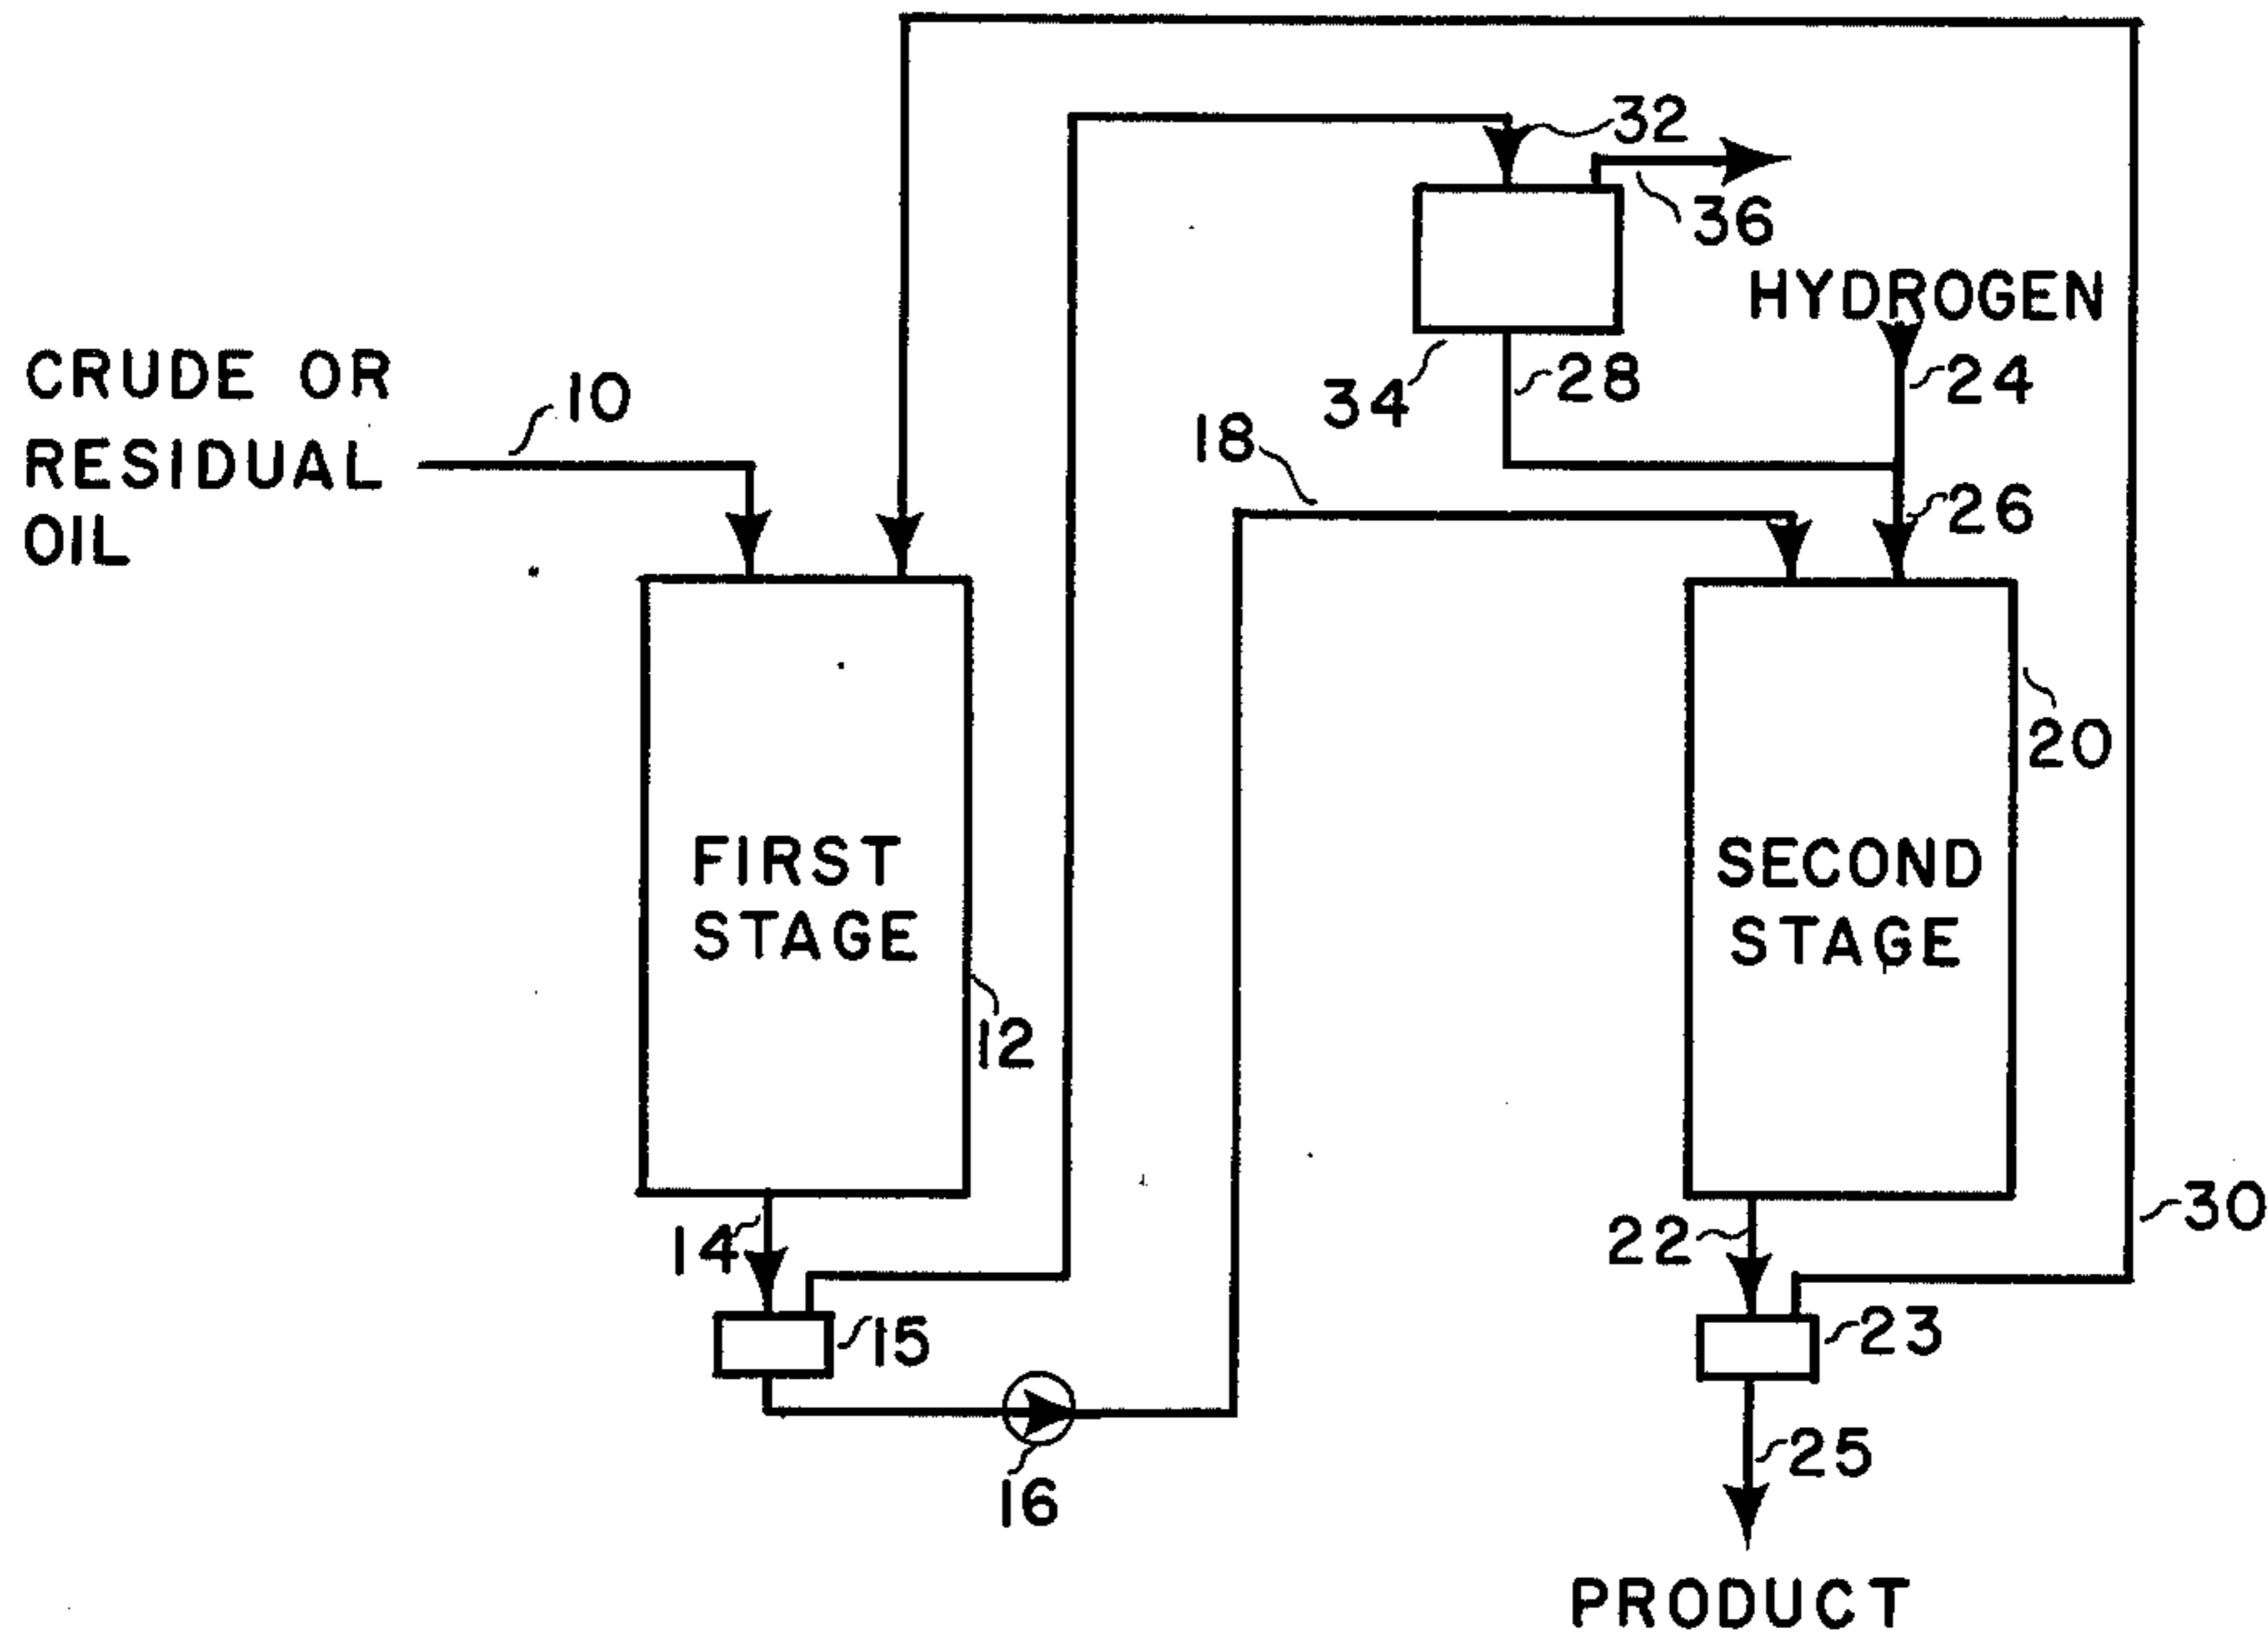 32
36
HYDROGEN
CRUDE OR
RESIDUAL
OIL
10
34
28
24
18
26
20
FIRST
STAGE
SECOND
STAGE
12
14
22
30
15
23
16
25
PRODUCT